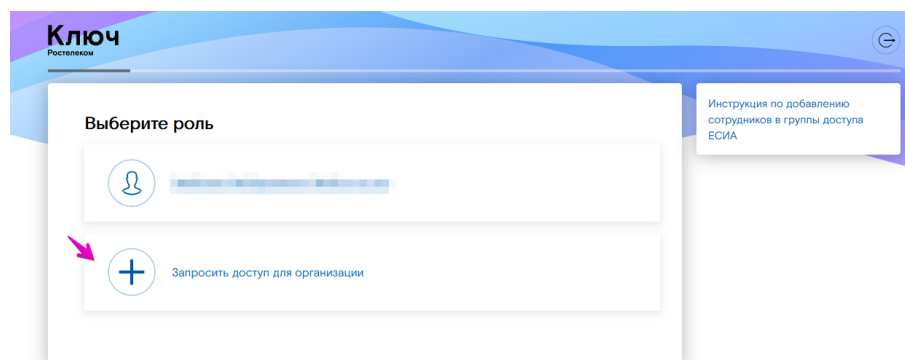 Ключ
Ростелеком
Выберите роль
Запросить доступ для организации
Инструкция по добавлению
сотрудников в группы доступа
ЕСИА